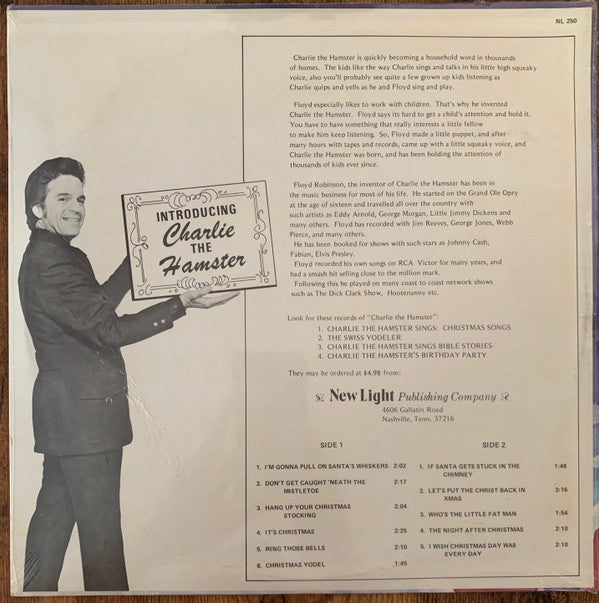 NL 250
Charlie the Hamster is quickly becoming a household word in thousands
of homes. The kids like the way Charlie sings and talks in his little high squeaky
voice, also you'll probably see quite a few grown up kids listening as
Charlie quips and yells as he and Floyd sing and play.
Floyd especially likes to work with children. That's why he invented
Charlie the Hamster. Floyd says its hard to get a child's attention and hold it.
You have to have something that really interests a little fellow
to make him keep listening. So, Floyd made a little puppet, and after
many hours with tapes and records, came up with a little squeaky voice, and
Charlie the Hamster was born, and has been holding the attention of
thousands of kids ever since.
Floyd Robinson, the inventor of Charlie the Hamster has been in
the music business for most of his life. He started on the Grand Ole Opry
at the age of sixteen and travelled all over the country with
such artists as Eddy Arnold, George Morgan, Little Jimmy Dickens and
many others. Floyd has recorded with Jim Reeves, George Jones, Webb
Pierce, and many others.
He has been booked for shows with such stars as Johnny Cash,
Fabian, Elvis Presley.
Floyd recorded his own songs on RCA Victor for many years, and
had a smash hit selling close to the million mark.
Following this he played on many coast to coast network shows
such as The Dick Clark Show, Hootenanny etc.
INTRODUCING
Charlie
THE
Hamster
Look for these records of "Charlie the Hamster":
1. CHARLIE THE HAMSTER SINGS: CHRISTMAS SONGS
2. THE SWISS YODELER
3. CHARLIE THE HAMSTER SINGS BIBLE STORIES
4. CHARLIE THE HAMSTER'S BIRTHDAY PARTY
They may be ordered at $4.98 from:
New Light Publishing Company
4606 Gallatin Road
Nashville, Tenn. 37216
SIDE 1
1. I'M GONNA PULL ON SANTA'S WHISKERS 2:02
2. DON'T GET CAUGHT 'NEATH THE 2:17
MISTLETOE
3. HANG UP YOUR CHRISTMAS 2:04
STOCKING
4. IT'S CHRISTMAS 2:25
5. RING THOSE BELLS 2:10
6. CHRISTMAS YODEL 1:45
SIDE 2
1. IF SANTA GETS STUCK IN THE 1:46
CHIMNEY
2. LET'S PUT THE CHRIST BACK IN 3:16
XMAS
3. WHO'S THE LITTLE FAT MAN 1:54
4. THE NIGHT AFTER CHRISTMAS 2:10
5. I WISH CHRISTMAS DAY WAS 2:10
EVERY DAY